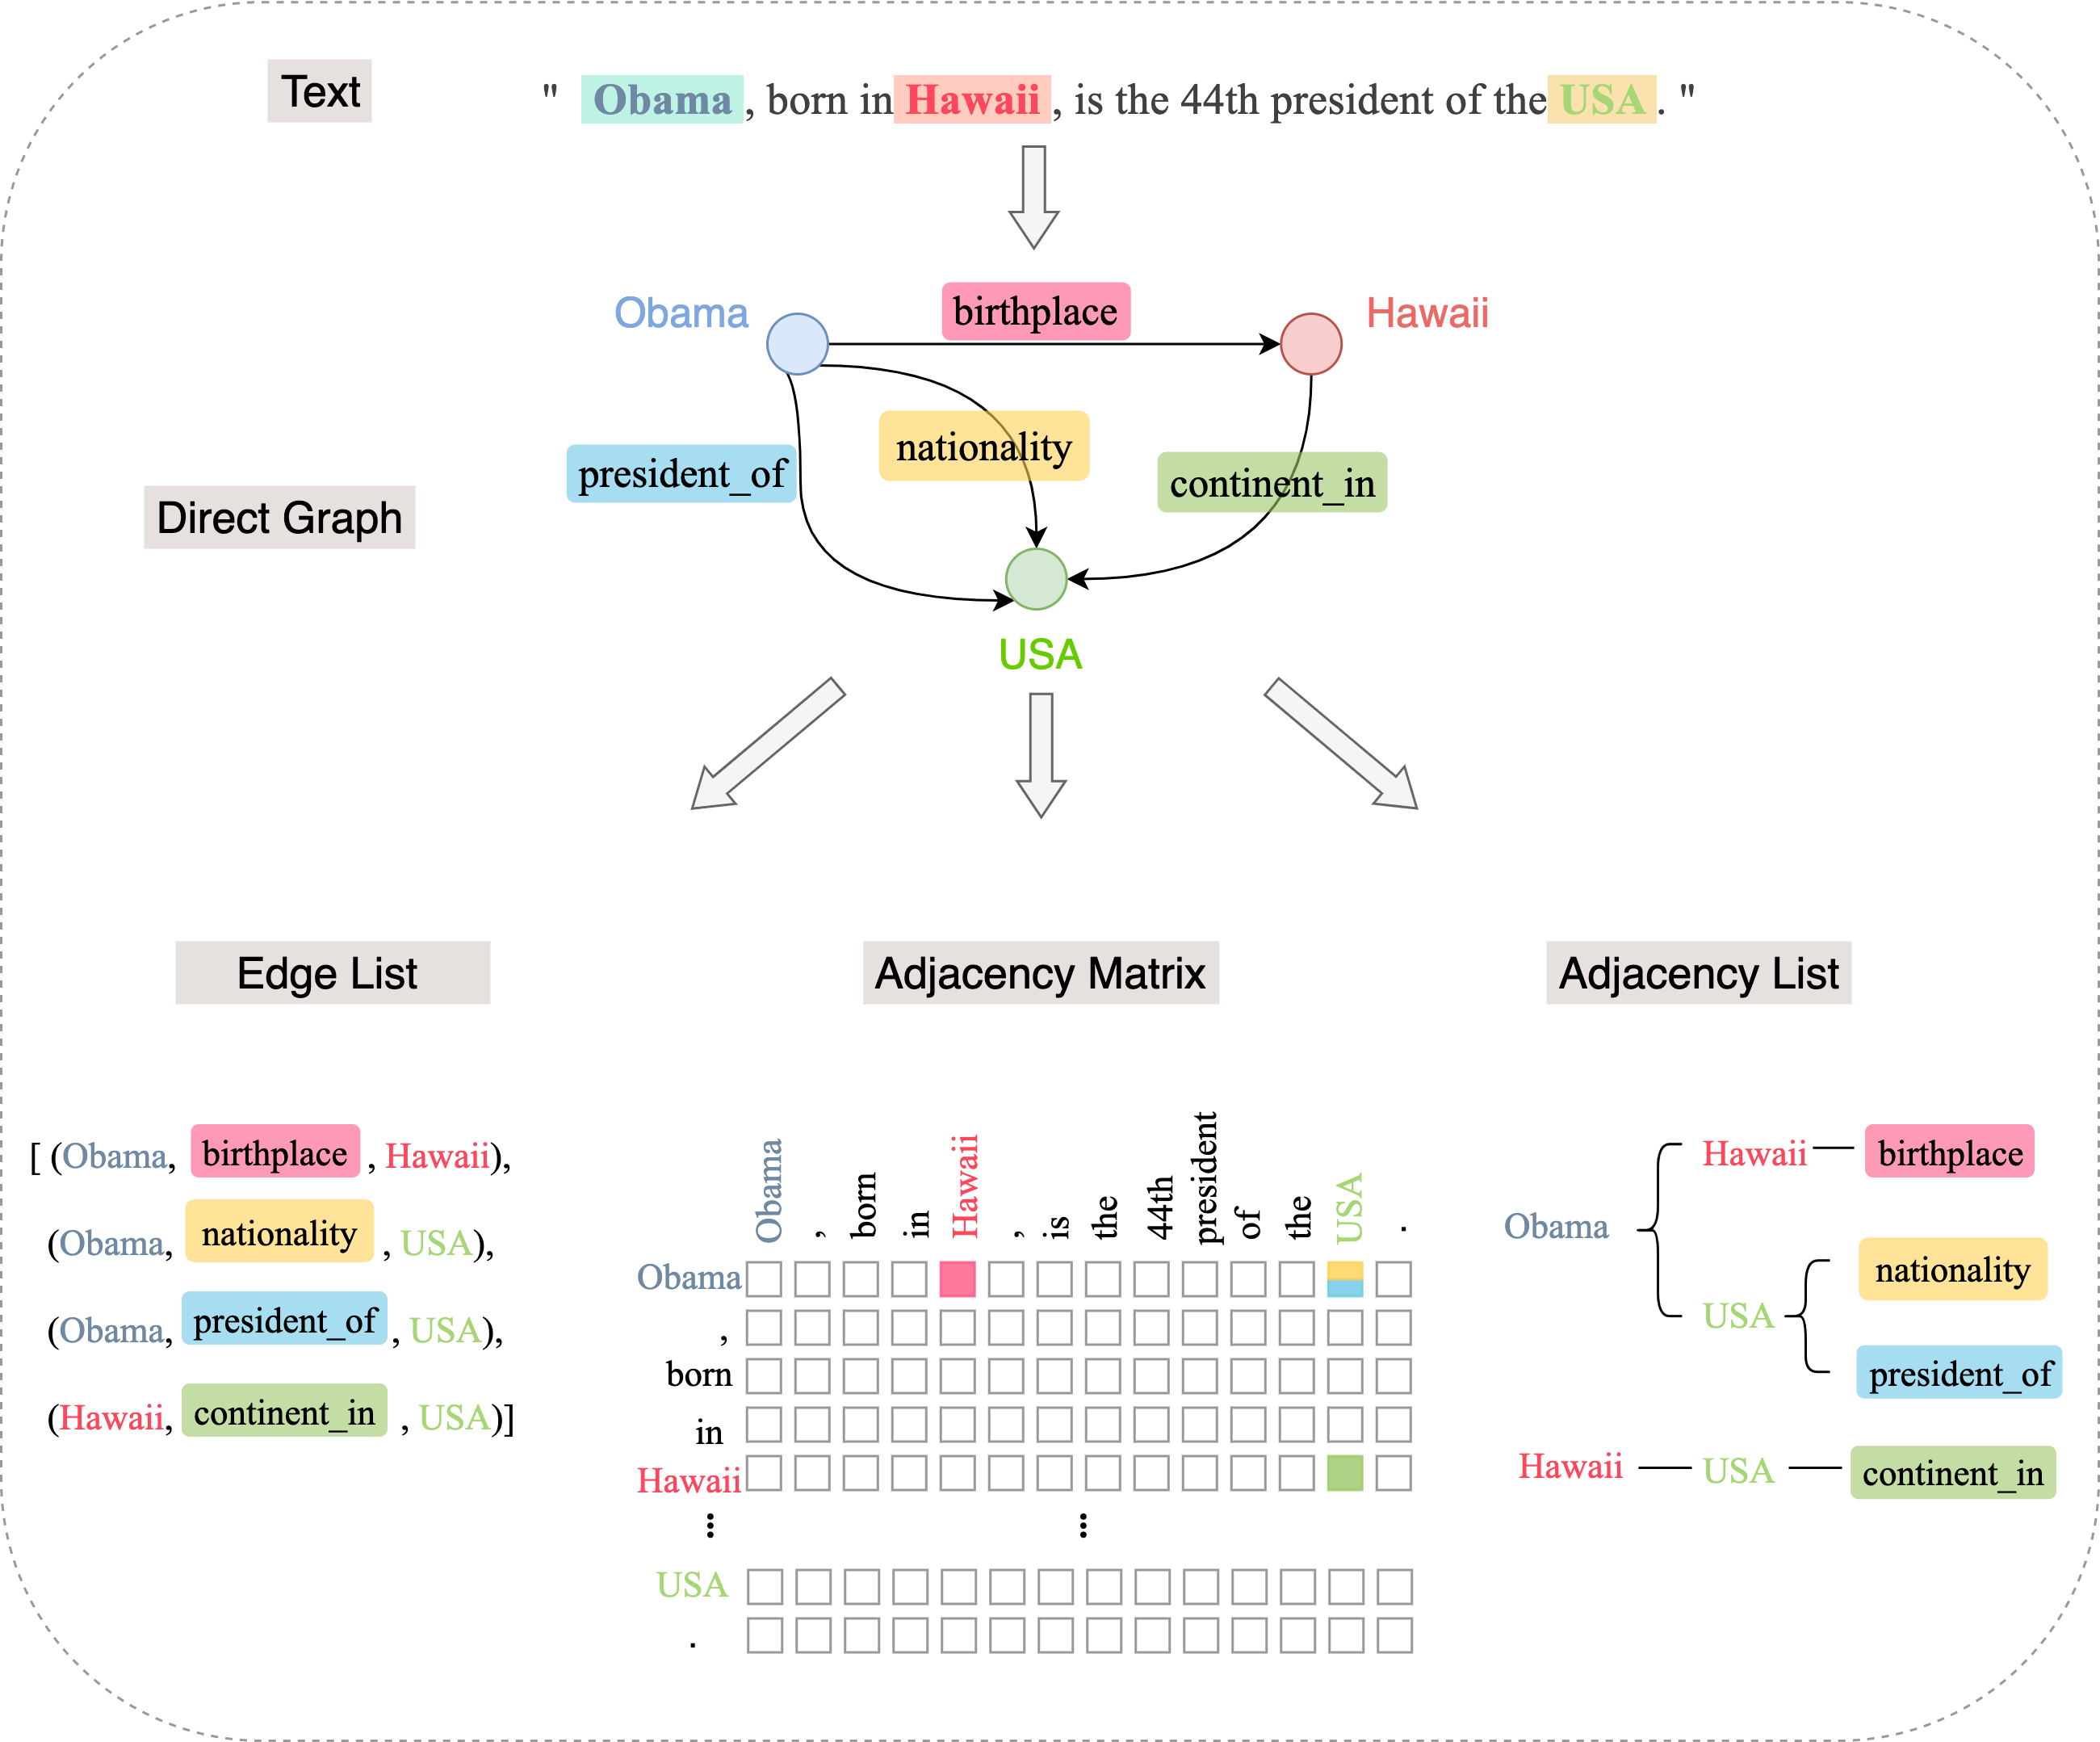 Text
" Obama , born in Hawaii , is the 44th president of the USA . "
Obama
birthplace
Hawaii
nationality
president_of
continent_in
Direct Graph
USA
Edge List
Adjacency Matrix
Adjacency List
[ (Obama, birthplace , Hawaii),
(Obama, nationality , USA),
(Obama, president_of , USA),
(Hawaii, continent_in , USA)]
Obama , born in Hawaii , is the 44th president of the USA .
Obama
,
born
in
Hawaii
USA
.
Obama
Hawaii birthplace
USA
nationality
president_of
Hawaii USA continent_in